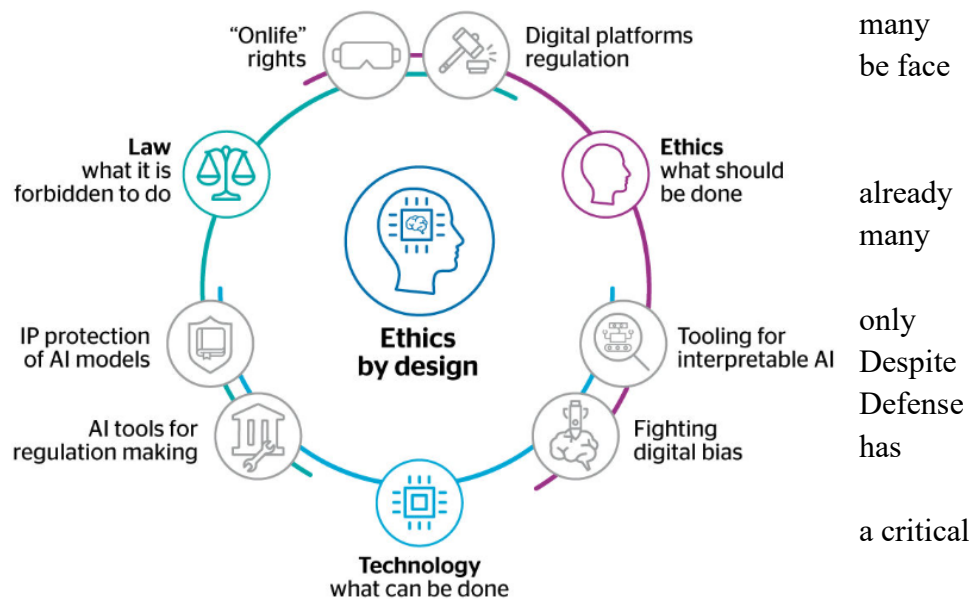 “Onlife”
rights
Digital platforms
regulation
Law
what it is
forbidden to do
Ethics
what should
be done
Ethics
by design
IP protection
of AI models
Tooling for
interpretable AI
AI tools for
regulation making
Fighting
digital bias
Technology
what can be done
many
be face
already
many
only
Despite
Defense
has
a critical